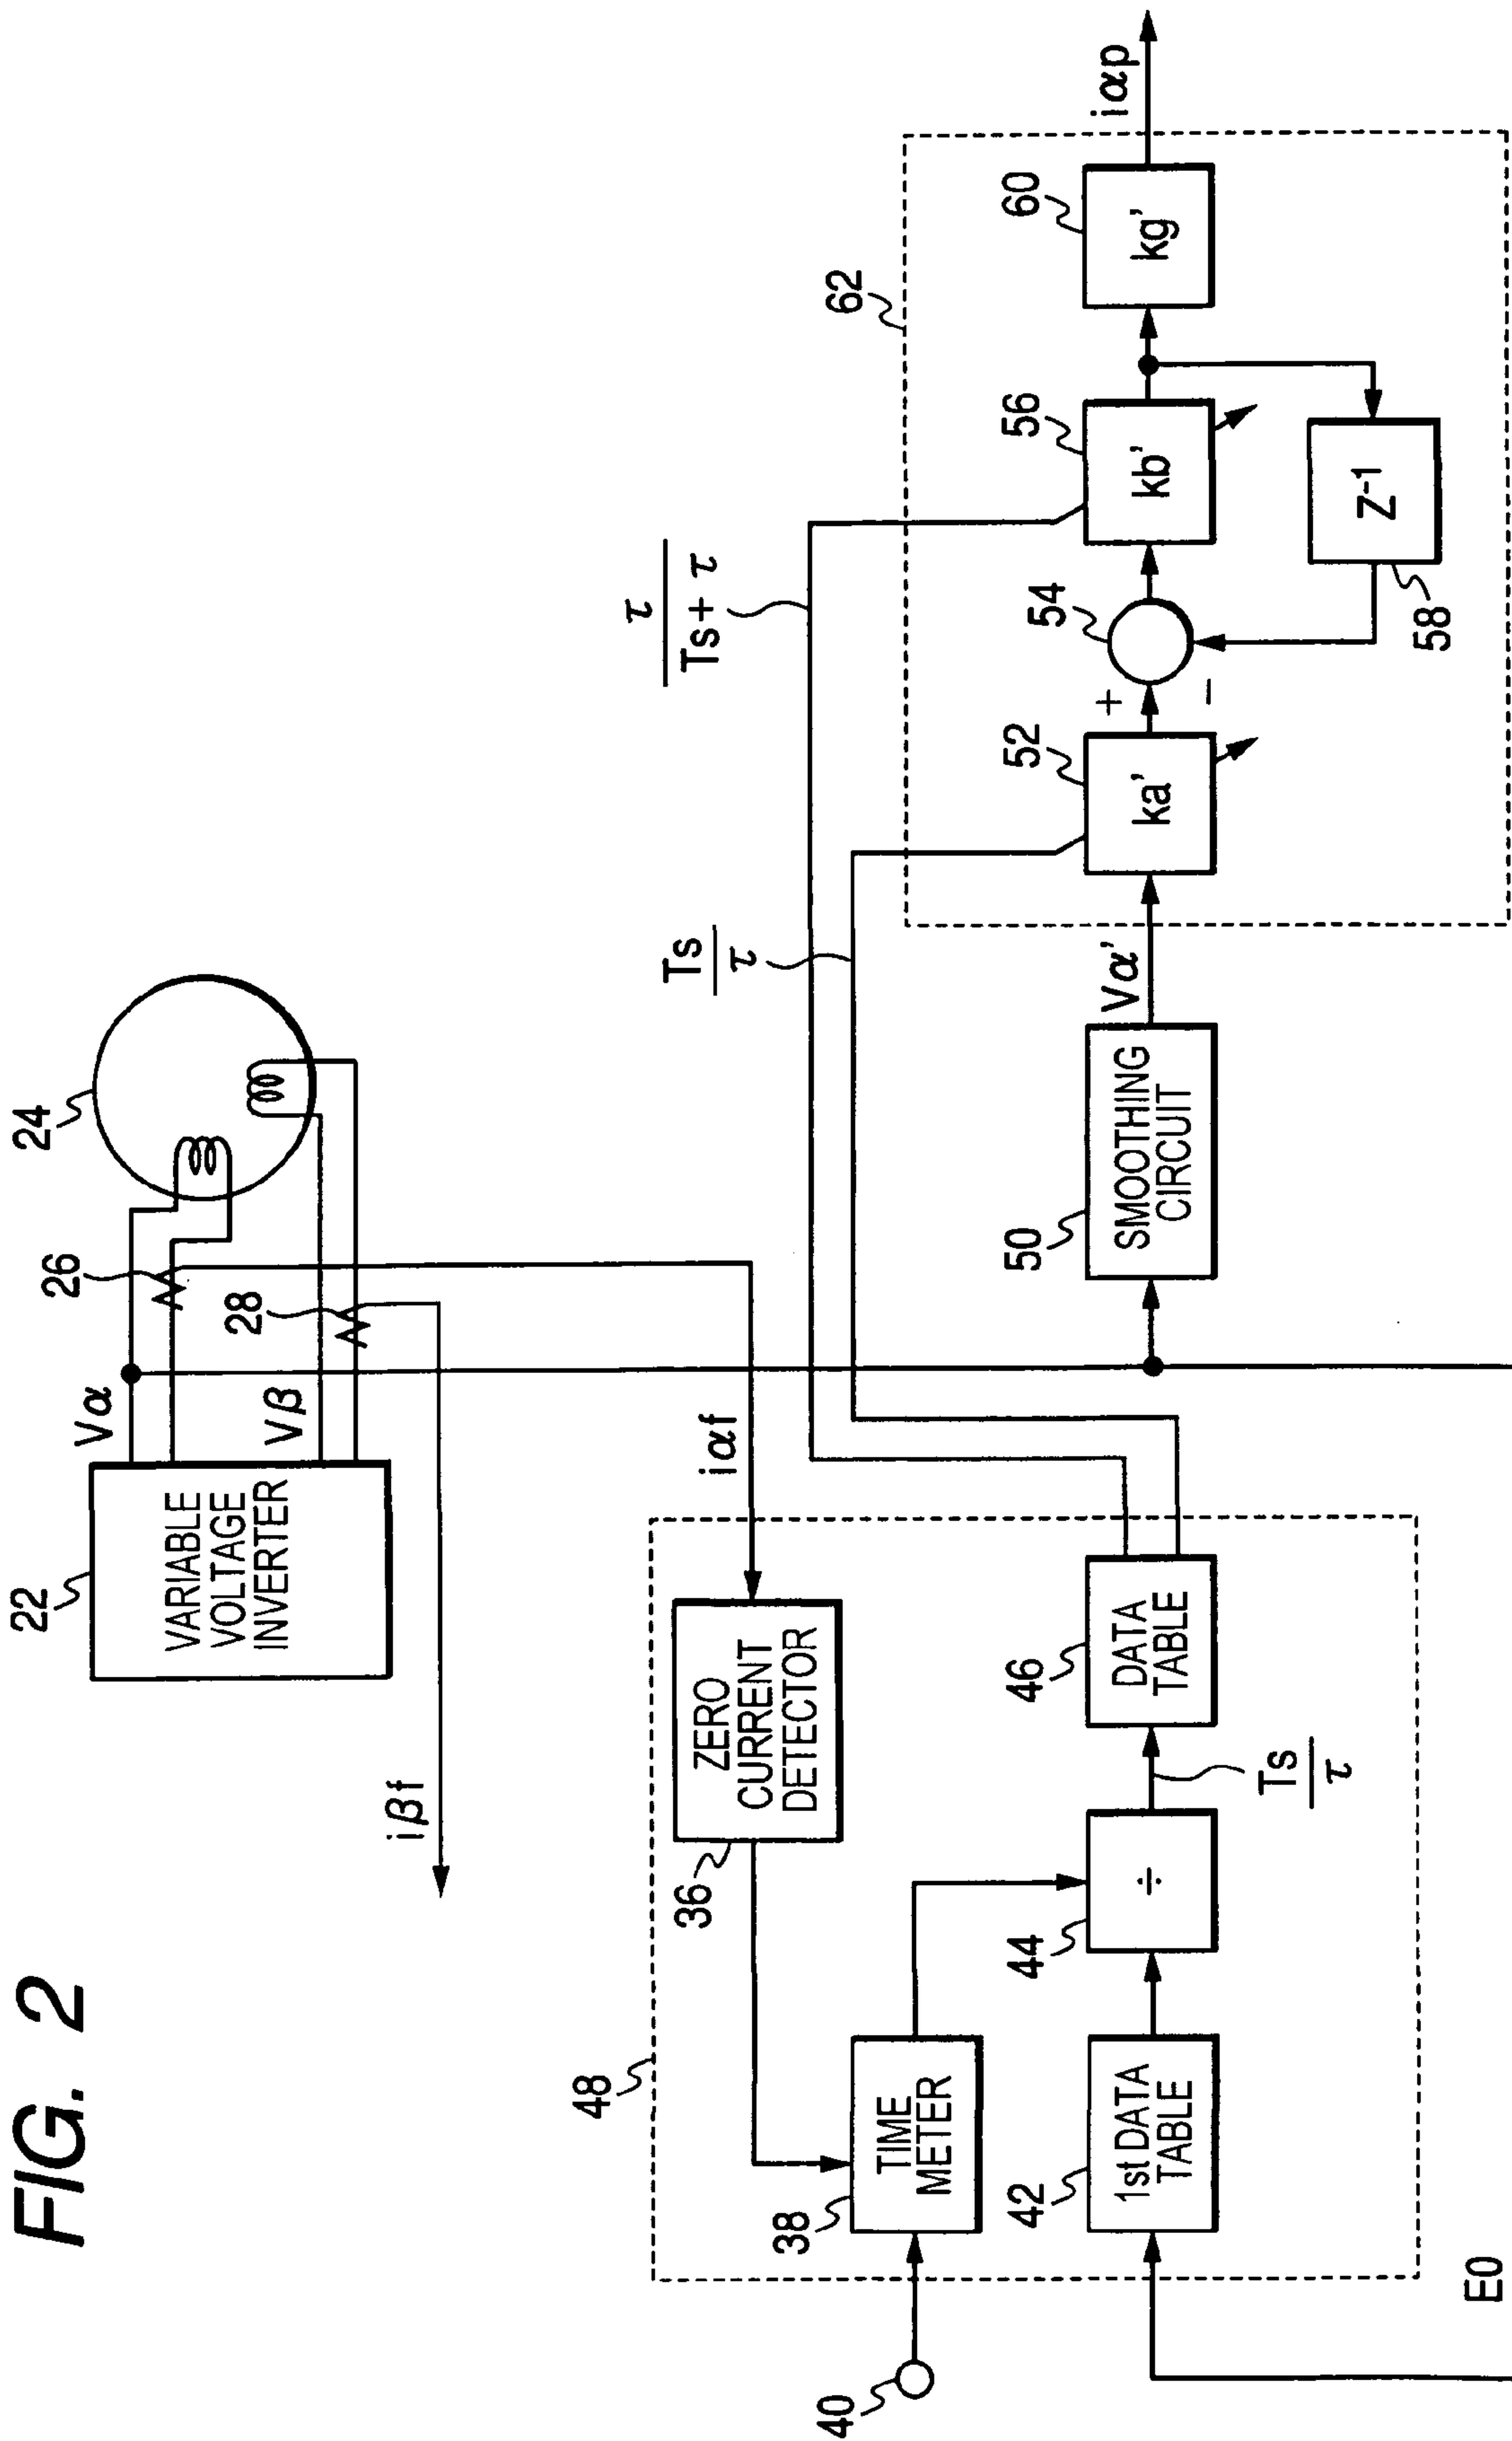 FIG. 2
22
VARIABLE
VOLTAGE
INVERTER
Vα
Vβ
26
28
24
iβf
iαf
48
36
ZERO
CURRENT
DETECTOR
40
38
TIME
METER
42
1st DATA
TABLE
44
÷
Ts
τ
46
DATA
TABLE
Ts
τ
τ
Ts+ τ
50
SMOOTHING
CIRCUIT
Vα'
62
52
ka'
+
−
54
56
kb'
58
Z-1
60
kg'
iαp
E0